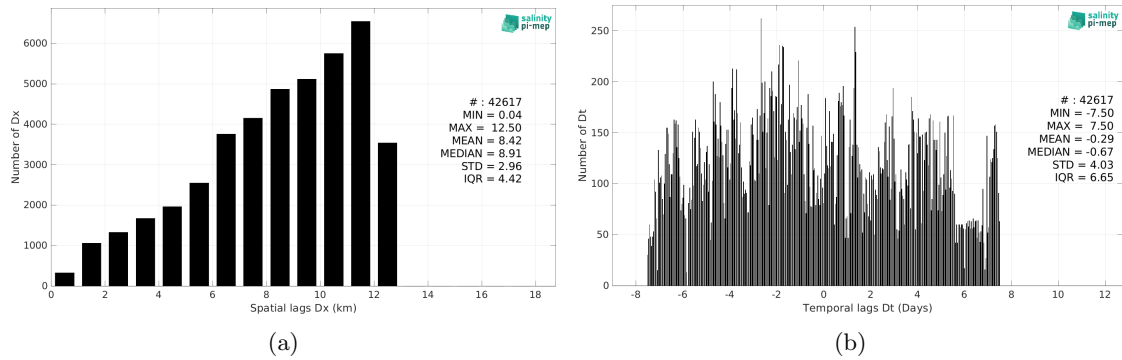 salinity
pi-mep
Number of Dx
6000
5000
4000
3000
2000
1000
0
# : 42617
MIN = 0.04
MAX = 12.50
MEAN = 8.42
MEDIAN = 8.91
STD = 2.96
IQR = 4.42
0 2 4 6 8 10 12 14 16 18
Spatial lags Dx (km)
(a)
salinity
pi-mep
Number of Dt
250
200
150
100
50
0
# : 42617
MIN = -7.50
MAX = 7.50
MEAN = -0.29
MEDIAN = -0.67
STD = 4.03
IQR = 6.65
-8 -6 -4 -2 0 2 4 6 8 10 12
Temporal lags Dt (Days)
(b)